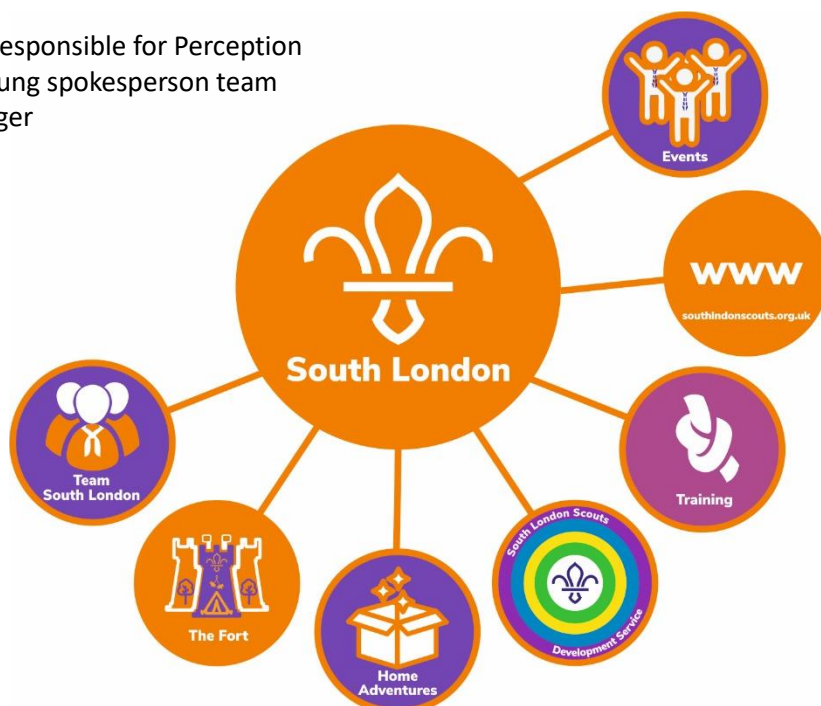 esponsible for Perception
ung spokesperson team
ger
Events
www
southlndonscouts.org.uk
South London
Training
Team
South London
South London Scouts
Development Service
The Fort
Home
Adventures